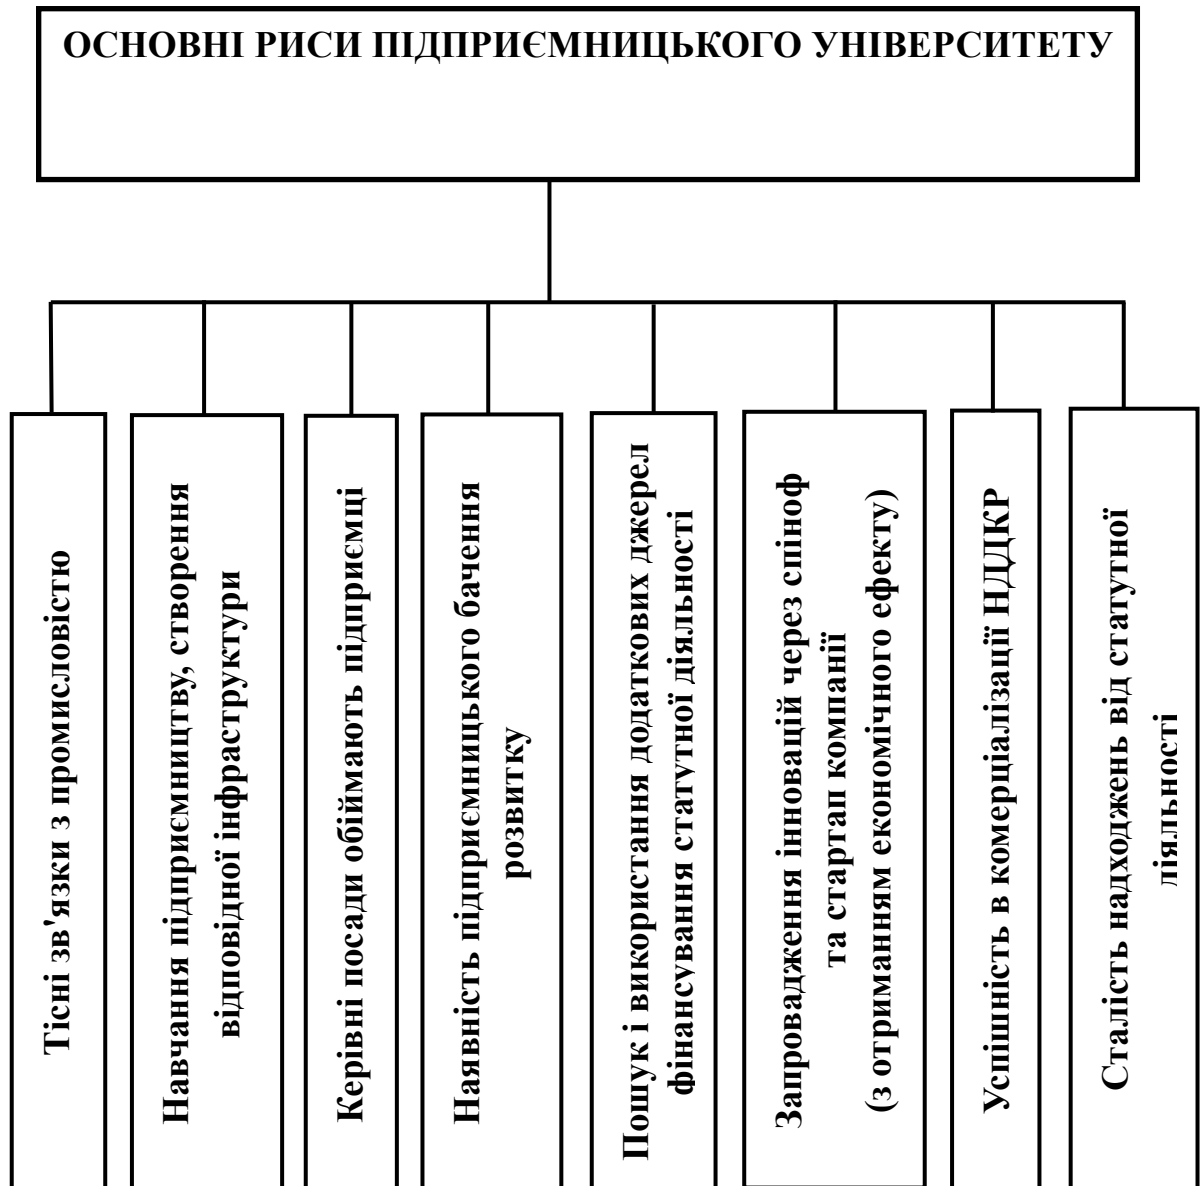 ОСНОВНІ РИСИ ПІДПРИЄМНИЦЬКОГО УНІВЕРСИТЕТУ
Тісні зв'язки з промисловістю
Навчання підприємництву, створення
відповідної інфраструктури
Керівні посади обіймають підприємці
Наявність підприємницького бачення
розвитку
Пошук і використання додаткових джерел
фінансування статутної діяльності
Запровадження інновацій через спіноф
та стартап компанії
(з отриманням економічного ефекту)
Успішність в комерціалізації НДДКР
Сталість надходжень від статутної
діяльності